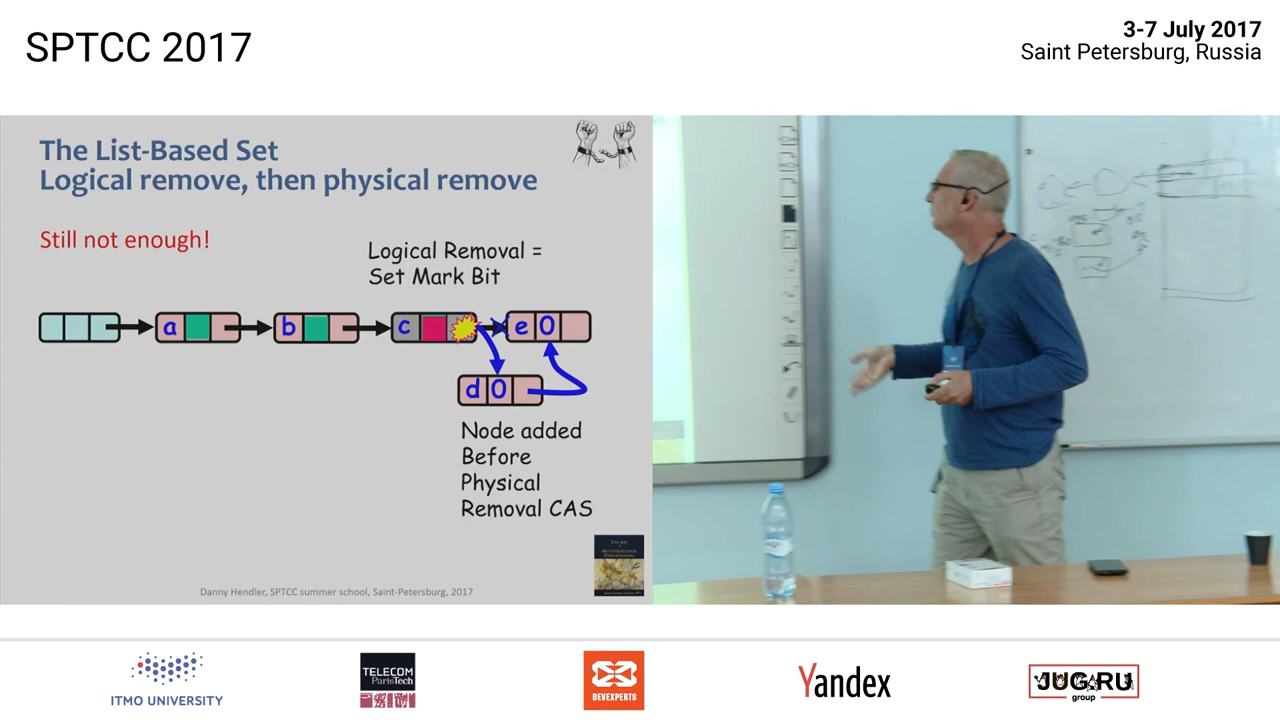 SPTCC 2017
3-7 July 2017
Saint Petersburg, Russia
The List-Based Set
Logical remove, then physical remove
Still not enough!
Logical Removal =
Set Mark Bit
a
b
c
e 0
d 0
Node added
Before
Physical
Removal CAS
Danny Hendler, SPTCC summer school, Saint-Petersburg, 2017
ITMO UNIVERSITY
TELECOM
ParisTech
DEVEXPERTS
Yandex
JUG.RU
group